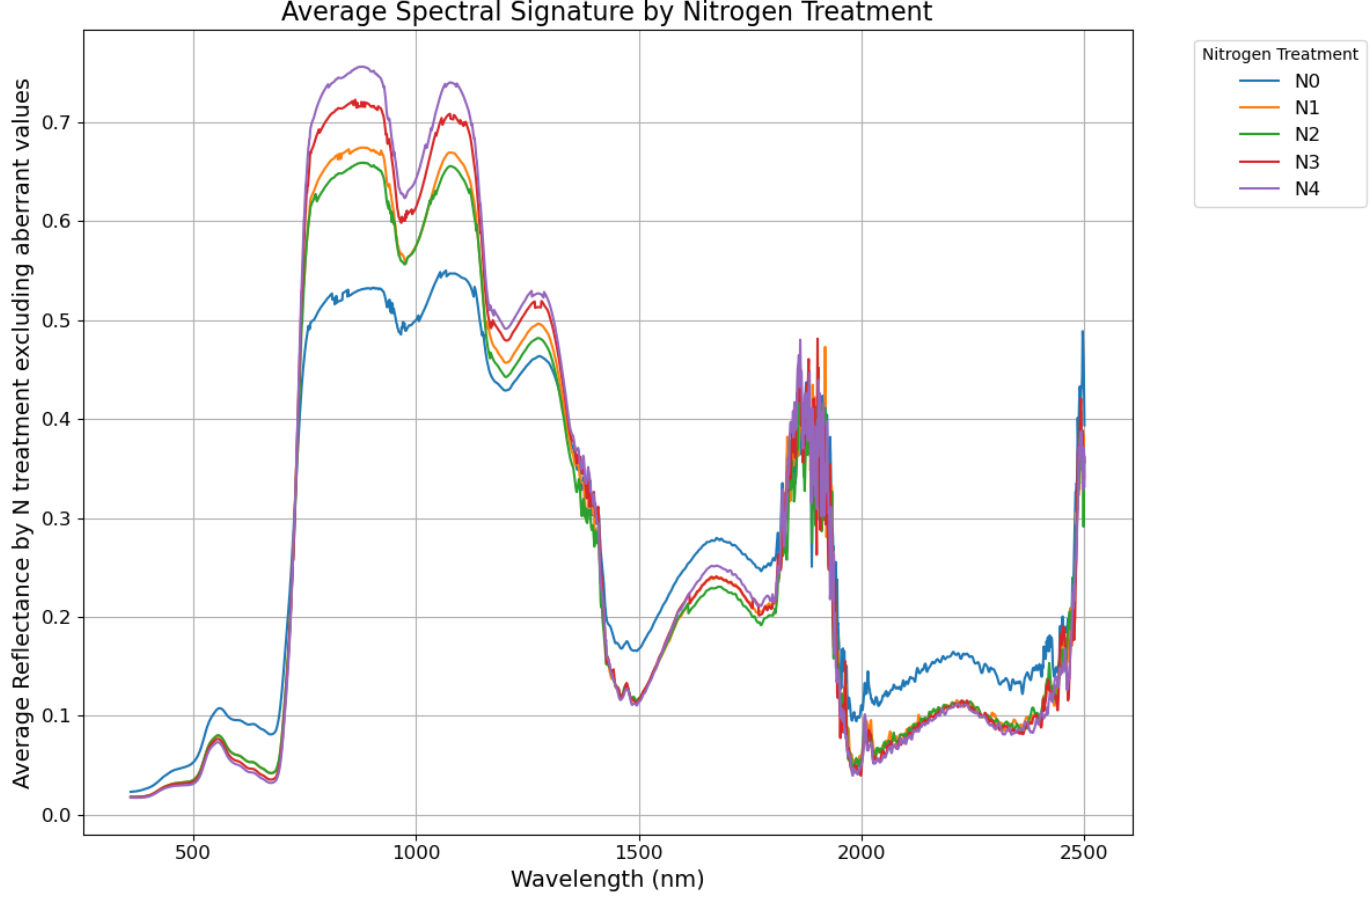 Average Spectral Signature by Nitrogen Treatment
Average Reflectance by N treatment excluding aberrant values
0.7
0.6
0.5
0.4
0.3
0.2
0.1
0.0
500
1000
1500
2000
2500
Wavelength (nm)
Nitrogen Treatment
N0
N1
N2
N3
N4